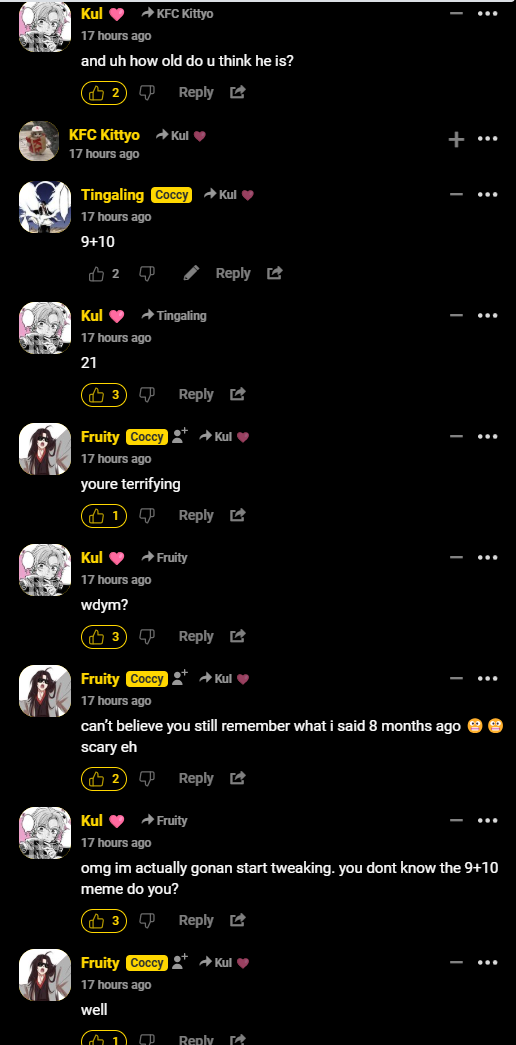 Kul KFC Kittyo
17 hours ago
and uh how old do u think he is?
2 Reply
KFC Kittyo Kul
17 hours ago
Tingaling Coccy Kul
17 hours ago
9+10
2 Reply
Kul Tingaling
17 hours ago
21
3 Reply
Fruity Coccy Kul
17 hours ago
youre terrifying
1 Reply
Kul Fruity
17 hours ago
wdym?
3 Reply
Fruity Coccy Kul
17 hours ago
can't believe you still remember what i said 8 months ago 😬 😬
scary eh
2 Reply
Kul Fruity
17 hours ago
omg im actually gonan start tweaking. you dont know the 9+10
meme do you?
3 Reply
Fruity Coccy Kul
17 hours ago
well
1 Reply